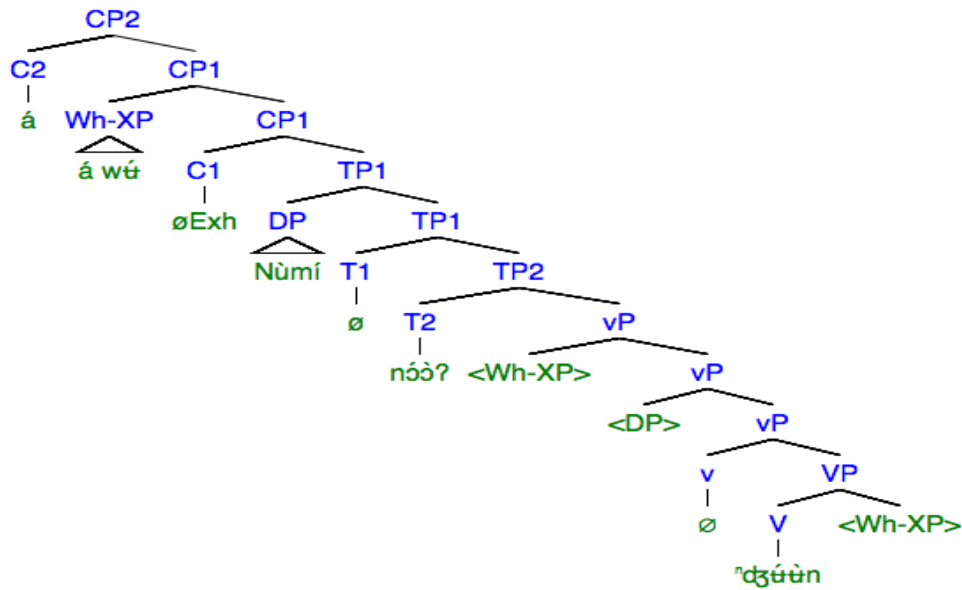 CP2
C2 CP1
á Wh-XP CP1
á wʉ́ C1 TP1
øExh DP TP1
Nùmí T1 TP2
ø T2 vP
nɔ́ɔ̀? <Wh-XP> vP
<DP> vP
v VP
∅ V <Wh-XP>
ⁿʤʉ́ʉ̀n